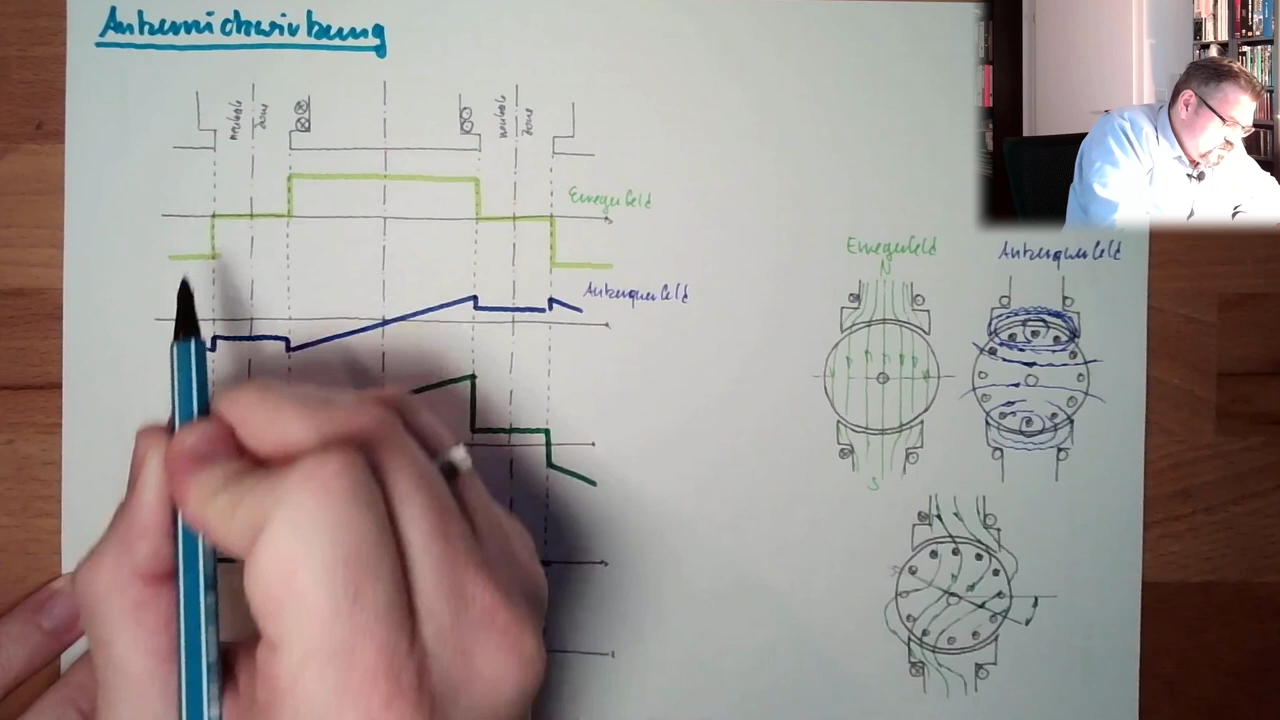 Ankerrückwirkung
neutrale
Zone
neutrale
Zone
Erregerfeld
Ankerquerfeld
Erregerfeld
N
S
Ankerquerfeld